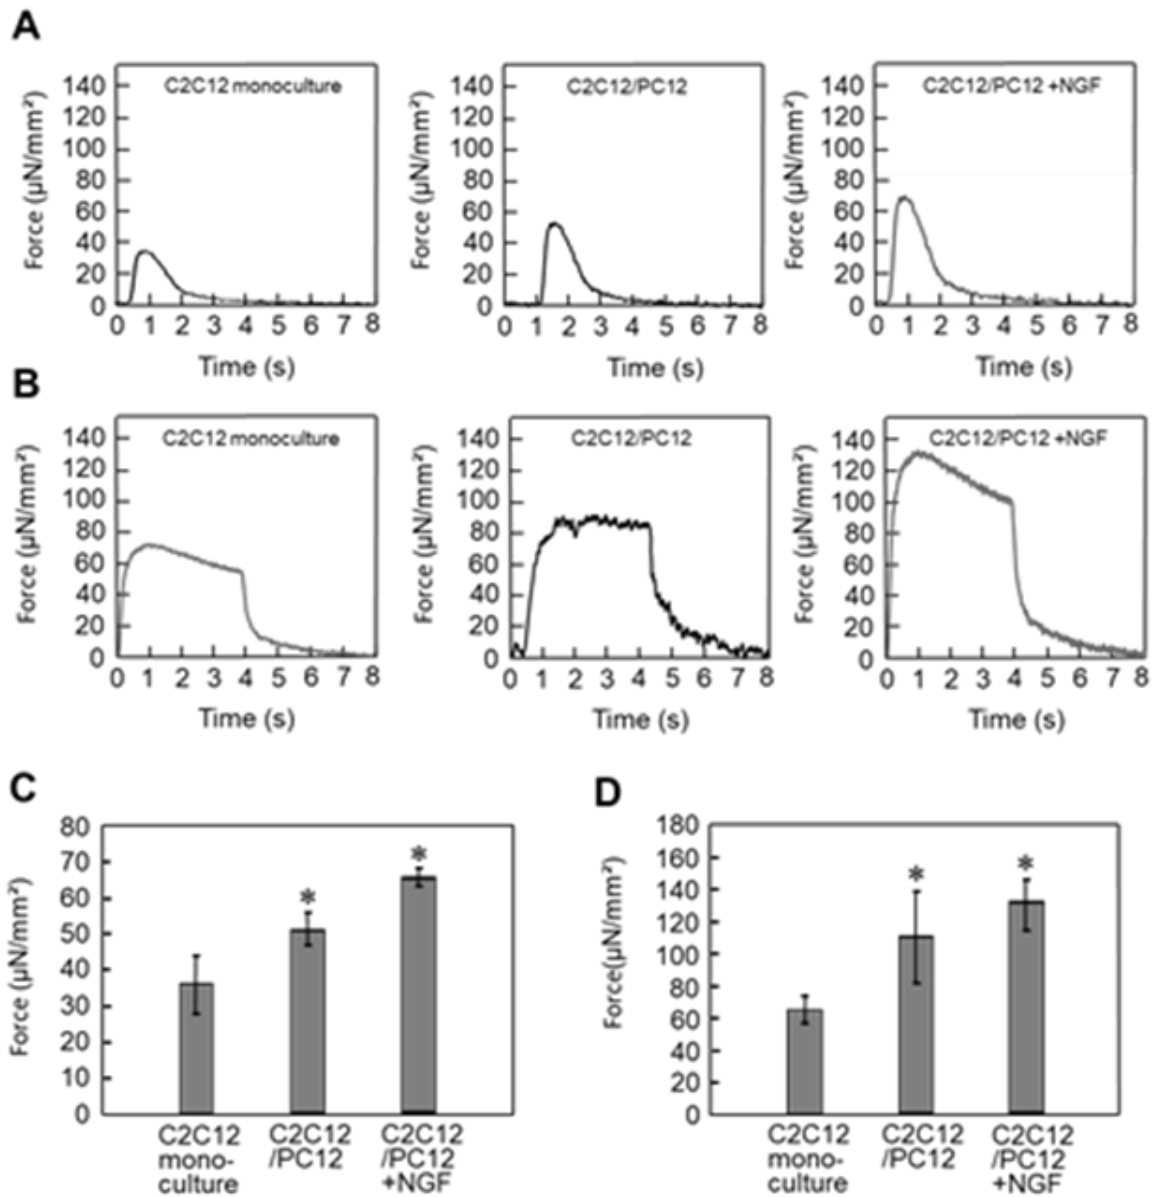 A
C2C12 monoculture
Force (µN/mm²)
140
120
100
80
60
40
20
0
0 1 2 3 4 5 6 7 8
Time (s)
C2C12/PC12
Force (µN/mm²)
140
120
100
80
60
40
20
0
0 1 2 3 4 5 6 7 8
Time (s)
C2C12/PC12 +NGF
Force (µN/mm²)
140
120
100
80
60
40
20
0
0 1 2 3 4 5 6 7 8
Time (s)
B
C2C12 monoculture
Force (µN/mm²)
140
120
100
80
60
40
20
0
0 1 2 3 4 5 6 7 8
Time (s)
C2C12/PC12
Force (µN/mm²)
140
120
100
80
60
40
20
0
0 1 2 3 4 5 6 7 8
Time (s)
C2C12/PC12 +NGF
Force (µN/mm²)
140
120
100
80
60
40
20
0
0 1 2 3 4 5 6 7 8
Time (s)
C
Force (µN/mm²)
80
70
60
50
40
30
20
10
0
*
*
C2C12
mono-
culture
C2C12
/PC12
C2C12
/PC12
+NGF
D
Force(µN/mm²)
180
160
140
120
100
80
60
40
20
0
*
*
C2C12
mono-
culture
C2C12
/PC12
C2C12
/PC12
+NGF